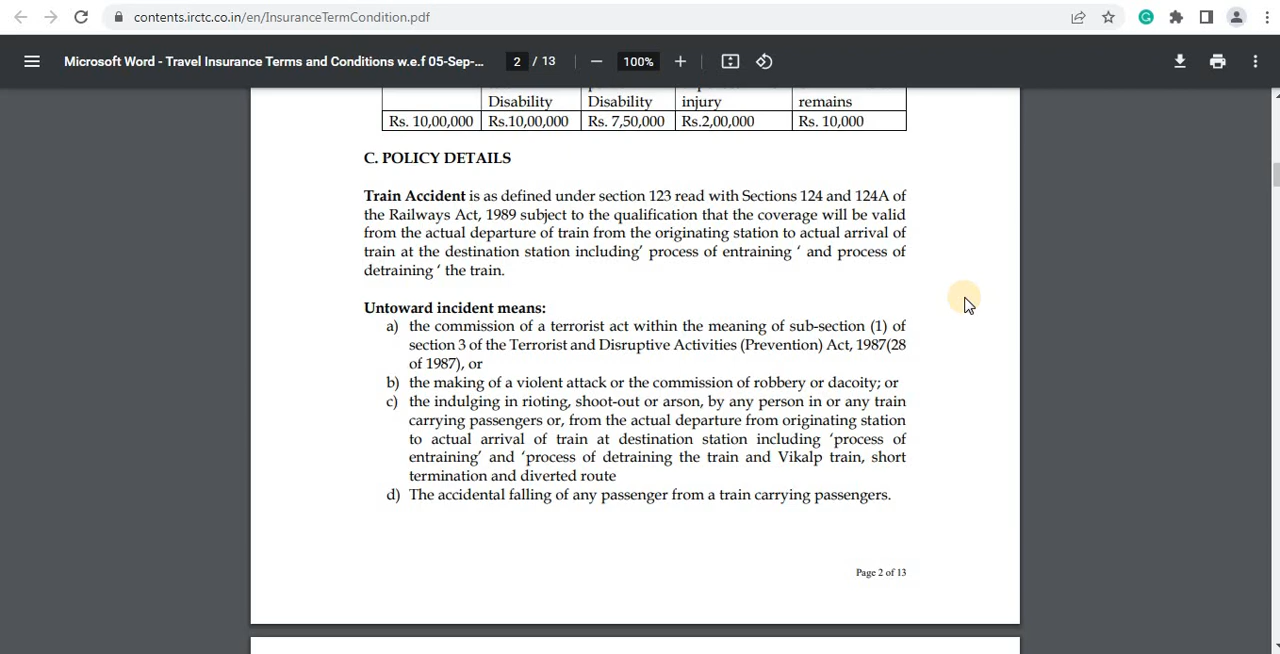 contents.irctc.co.in/en/InsuranceTermCondition.pdf
Microsoft Word - Travel Insurance Terms and Conditions w.e.f 05-Sep-... 2 / 13 100%
Disability Disability injury remains
Rs. 10,00,000 Rs.10,00,000 Rs. 7,50,000 Rs.2,00,000 Rs. 10,000
C. POLICY DETAILS
Train Accident is as defined under section 123 read with Sections 124 and 124A of
the Railways Act, 1989 subject to the qualification that the coverage will be valid
from the actual departure of train from the originating station to actual arrival of
train at the destination station including’ process of entraining ‘ and process of
detraining ‘ the train.
Untoward incident means:
a) the commission of a terrorist act within the meaning of sub-section (1) of
section 3 of the Terrorist and Disruptive Activities (Prevention) Act, 1987(28
of 1987), or
b) the making of a violent attack or the commission of robbery or dacoity; or
c) the indulging in rioting, shoot-out or arson, by any person in or any train
carrying passengers or, from the actual departure from originating station
to actual arrival of train at destination station including ‘process of
entraining’ and ‘process of detraining the train and Vikalp train, short
termination and diverted route
d) The accidental falling of any passenger from a train carrying passengers.
Page 2 of 13